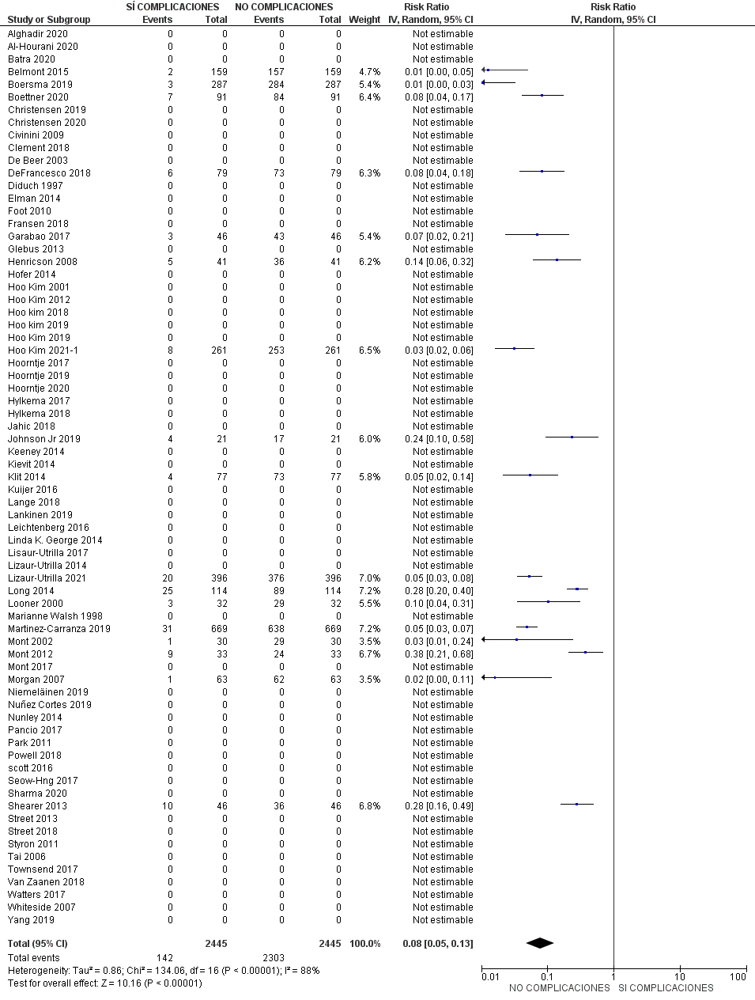 SÍ COMPLICACIONES NO COMPLICACIONES Risk Ratio Risk Ratio
Study or Subgroup Events Total Events Total Weight IV, Random, 95% CI IV, Random, 95% CI
Alghadir 2020 0 0 0 0 Not estimable
Al-Hourani 2020 0 0 0 0 Not estimable
Batra 2020 0 0 0 0 Not estimable
Belmont 2015 2 159 157 159 4.7% 0.01 [0.00, 0.05]
Boersma 2019 3 287 284 287 5.4% 0.01 [0.00, 0.03]
Boettner 2020 7 91 84 91 6.4% 0.08 [0.04, 0.17]
Christensen 2019 0 0 0 0 Not estimable
Christensen 2020 0 0 0 0 Not estimable
Civinini 2009 0 0 0 0 Not estimable
Clement 2018 0 0 0 0 Not estimable
De Beer 2003 0 0 0 0 Not estimable
DeFrancesco 2018 6 79 73 79 6.3% 0.08 [0.04, 0.18]
Diduch 1997 0 0 0 0 Not estimable
Elman 2014 0 0 0 0 Not estimable
Foot 2010 0 0 0 0 Not estimable
Fransen 2018 0 0 0 0 Not estimable
Garabao 2017 3 46 43 46 5.4% 0.07 [0.02, 0.21]
Glebus 2013 0 0 0 0 Not estimable
Henricson 2008 5 41 36 41 6.2% 0.14 [0.06, 0.32]
Hofer 2014 0 0 0 0 Not estimable
Hoo Kim 2001 0 0 0 0 Not estimable
Hoo Kim 2012 0 0 0 0 Not estimable
Hoo kim 2018 0 0 0 0 Not estimable
Hoo kim 2019 0 0 0 0 Not estimable
Hoo Kim 2019 0 0 0 0 Not estimable
Hoo Kim 2021-1 8 261 253 261 6.5% 0.03 [0.02, 0.06]
Hoorntje 2017 0 0 0 0 Not estimable
Hoorntje 2019 0 0 0 0 Not estimable
Hoorntje 2020 0 0 0 0 Not estimable
Hylkema 2017 0 0 0 0 Not estimable
Hylkema 2018 0 0 0 0 Not estimable
Jahic 2018 0 0 0 0 Not estimable
Johnson Jr 2019 4 21 17 21 6.0% 0.24 [0.10, 0.58]
Keeney 2014 0 0 0 0 Not estimable
Kievit 2014 0 0 0 0 Not estimable
Klit 2014 4 77 73 77 5.8% 0.05 [0.02, 0.14]
Kuijer 2016 0 0 0 0 Not estimable
Lange 2018 0 0 0 0 Not estimable
Lankinen 2019 0 0 0 0 Not estimable
Leichtenberg 2016 0 0 0 0 Not estimable
Linda K. George 2014 0 0 0 0 Not estimable
Lisaur-Utrilla 2017 0 0 0 0 Not estimable
Lizaur-Utrilla 2014 0 0 0 0 Not estimable
Lizaur-Utrilla 2021 20 396 376 396 7.0% 0.05 [0.03, 0.08]
Long 2014 25 114 89 114 7.2% 0.28 [0.20, 0.40]
Looner 2000 3 32 29 32 5.5% 0.10 [0.04, 0.31]
Marianne Walsh 1998 0 0 0 0 Not estimable
Martinez-Carranza 2019 31 669 638 669 7.2% 0.05 [0.03, 0.07]
Mont 2002 1 30 29 30 3.5% 0.03 [0.01, 0.24]
Mont 2012 9 33 24 33 6.7% 0.38 [0.21, 0.68]
Mont 2017 0 0 0 0 Not estimable
Morgan 2007 1 63 62 63 3.5% 0.02 [0.00, 0.11]
Niemeläinen 2019 0 0 0 0 Not estimable
Nuñez Cortes 2019 0 0 0 0 Not estimable
Nunley 2014 0 0 0 0 Not estimable
Pancio 2017 0 0 0 0 Not estimable
Park 2011 0 0 0 0 Not estimable
Powell 2018 0 0 0 0 Not estimable
scott 2016 0 0 0 0 Not estimable
Seow-Hng 2017 0 0 0 0 Not estimable
Sharma 2020 0 0 0 0 Not estimable
Shearer 2013 10 46 36 46 6.8% 0.28 [0.16, 0.49]
Street 2013 0 0 0 0 Not estimable
Street 2018 0 0 0 0 Not estimable
Styron 2011 0 0 0 0 Not estimable
Tai 2006 0 0 0 0 Not estimable
Townsend 2017 0 0 0 0 Not estimable
Van Zaanen 2018 0 0 0 0 Not estimable
Watters 2017 0 0 0 0 Not estimable
Whiteside 2007 0 0 0 0 Not estimable
Yang 2019 0 0 0 0 Not estimable
Total (95% CI) 2445 2445 100.0% 0.08 [0.05, 0.13]
Total events 142 2303
Heterogeneity: Tau² = 0.86; Chi² = 134.06, df = 16 (P < 0.00001); I² = 88%
Test for overall effect: Z = 10.16 (P < 0.00001)
0.01 0.1 1 10 100
NO COMPLICACIONES SI COMPLICACIONES